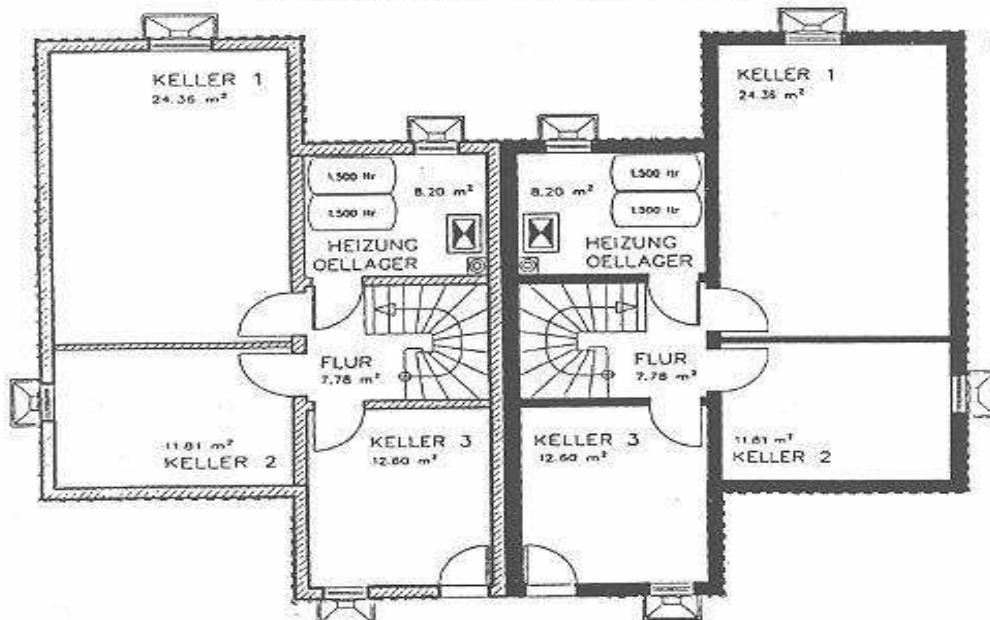 KELLER 1
24.36 m²
1.500 ltr
1.500 ltr
8.20 m²
HEIZUNG
OELLAGER
FLUR
7.78 m²
11.81 m²
KELLER 2
KELLER 3
12.60 m²
KELLER 1
24.36 m²
8.20 m²
1.500 ltr
1.500 ltr
HEIZUNG
OELLAGER
FLUR
7.78 m²
KELLER 3
12.60 m²
11.81 m²
KELLER 2